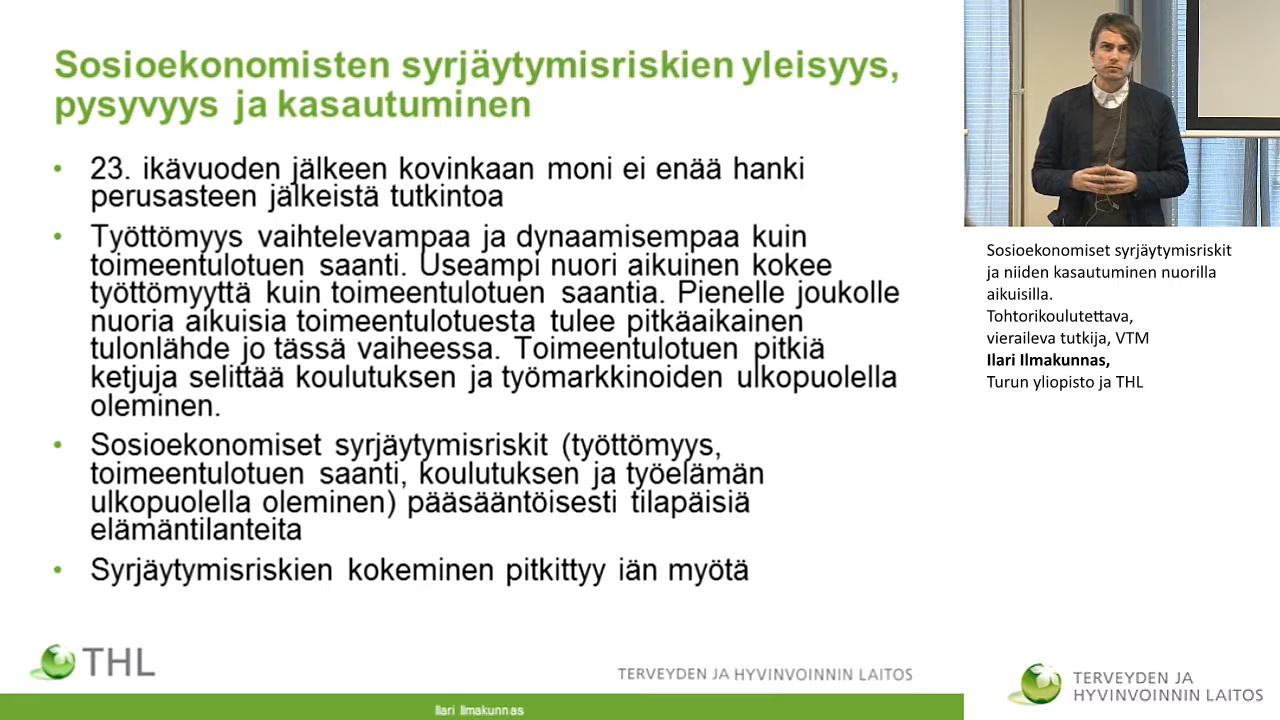 Sosioekonomisten syrjäytymisriskien yleisyys,
pysyvyys ja kasautuminen
• 23. ikävuoden jälkeen kovinkaan moni ei enää hanki
perusasteen jälkeistä tutkintoa
• Työttömyys vaihtelevampaa ja dynaamisempaa kuin
toimeentulotuen saanti. Useampi nuori aikuinen kokee
työttömyyttä kuin toimeentulotuen saantia. Pienelle joukolle
nuoria aikuisia toimeentulotuesta tulee pitkäaikainen
tulonlähde jo tässä vaiheessa. Toimeentulotuen pitkiä
ketjuja selittää koulutuksen ja työmarkkinoiden ulkopuolella
oleminen.
• Sosioekonomiset syrjäytymisriskit (työttömyys,
toimeentulotuen saanti, koulutuksen ja työelämän
ulkopuolella oleminen) pääsääntöisesti tilapäisiä
elämäntilanteita
• Syrjäytymisriskien kokeminen pitkittyy iän myötä
THL
TERVEYDEN JA HYVINVOINNIN LAITOS
Ilari Ilmakunnas
Sosioekonomiset syrjäytymisriskit
ja niiden kasautuminen nuorilla
aikuisilla.
Tohtorikoulutettava,
vieraileva tutkija, VTM
Ilari Ilmakunnas,
Turun yliopisto ja THL
TERVEYDEN JA
HYVINVOINNIN LAITOS